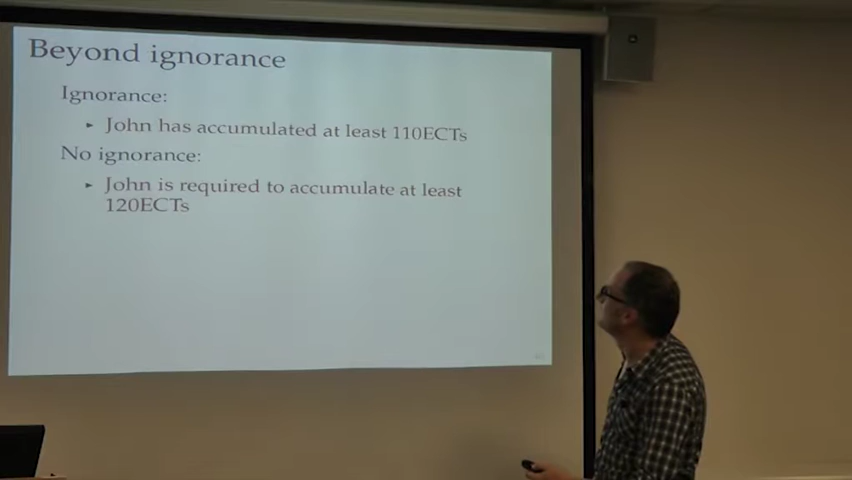 Beyond ignorance
Ignorance:
▸ John has accumulated at least 110ECTs
No ignorance:
▸ John is required to accumulate at least
120ECTs